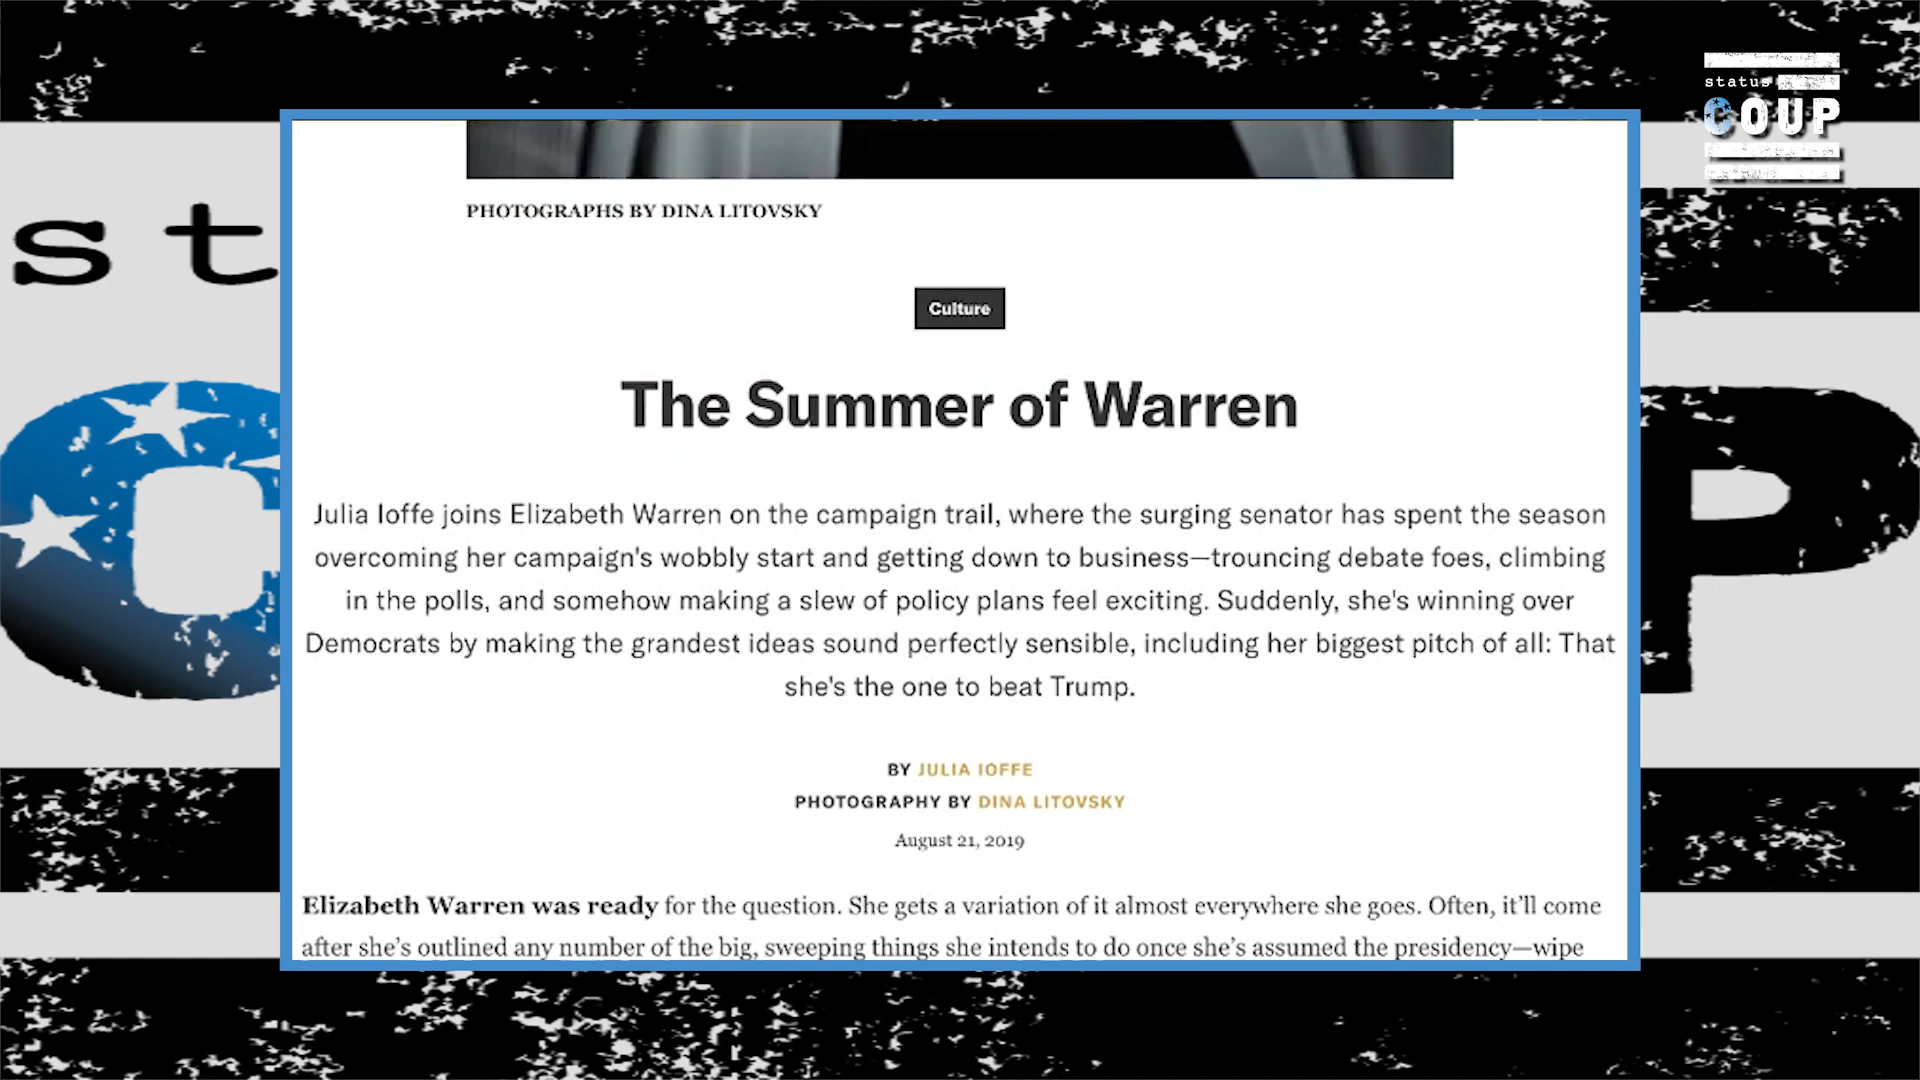 status
COUP
st
C
P
PHOTOGRAPHS BY DINA LITOVSKY
Culture
The Summer of Warren
Julia Ioffe joins Elizabeth Warren on the campaign trail, where the surging senator has spent the season
overcoming her campaign's wobbly start and getting down to business—trouncing debate foes, climbing
in the polls, and somehow making a slew of policy plans feel exciting. Suddenly, she's winning over
Democrats by making the grandest ideas sound perfectly sensible, including her biggest pitch of all: That
she's the one to beat Trump.
BY JULIA IOFFE
PHOTOGRAPHY BY DINA LITOVSKY
August 21, 2019
Elizabeth Warren was ready for the question. She gets a variation of it almost everywhere she goes. Often, it’ll come
after she’s outlined any number of the big, sweeping things she intends to do once she’s assumed the presidency—wipe